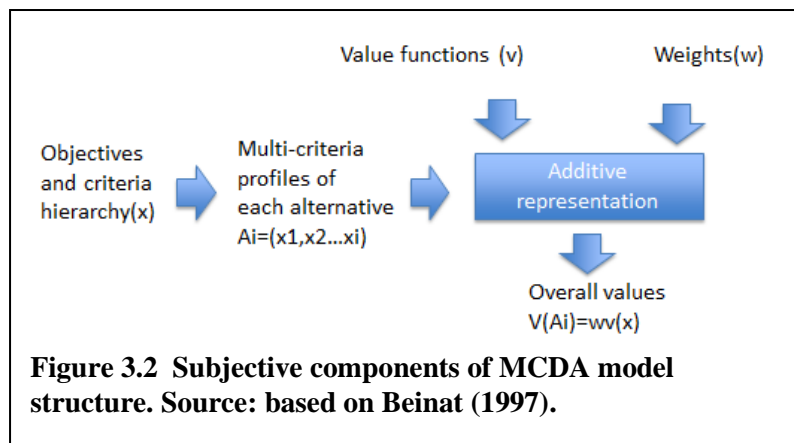 Value functions (v)
Weights(w)
Objectives
and criteria
hierarchy(x)
Multi-criteria
profiles of
each alternative
Ai=(x1,x2...xi)
Additive
representation
Overall values
V(Ai)=wv(x)
Figure 3.2 Subjective components of MCDA model
structure. Source: based on Beinat (1997).